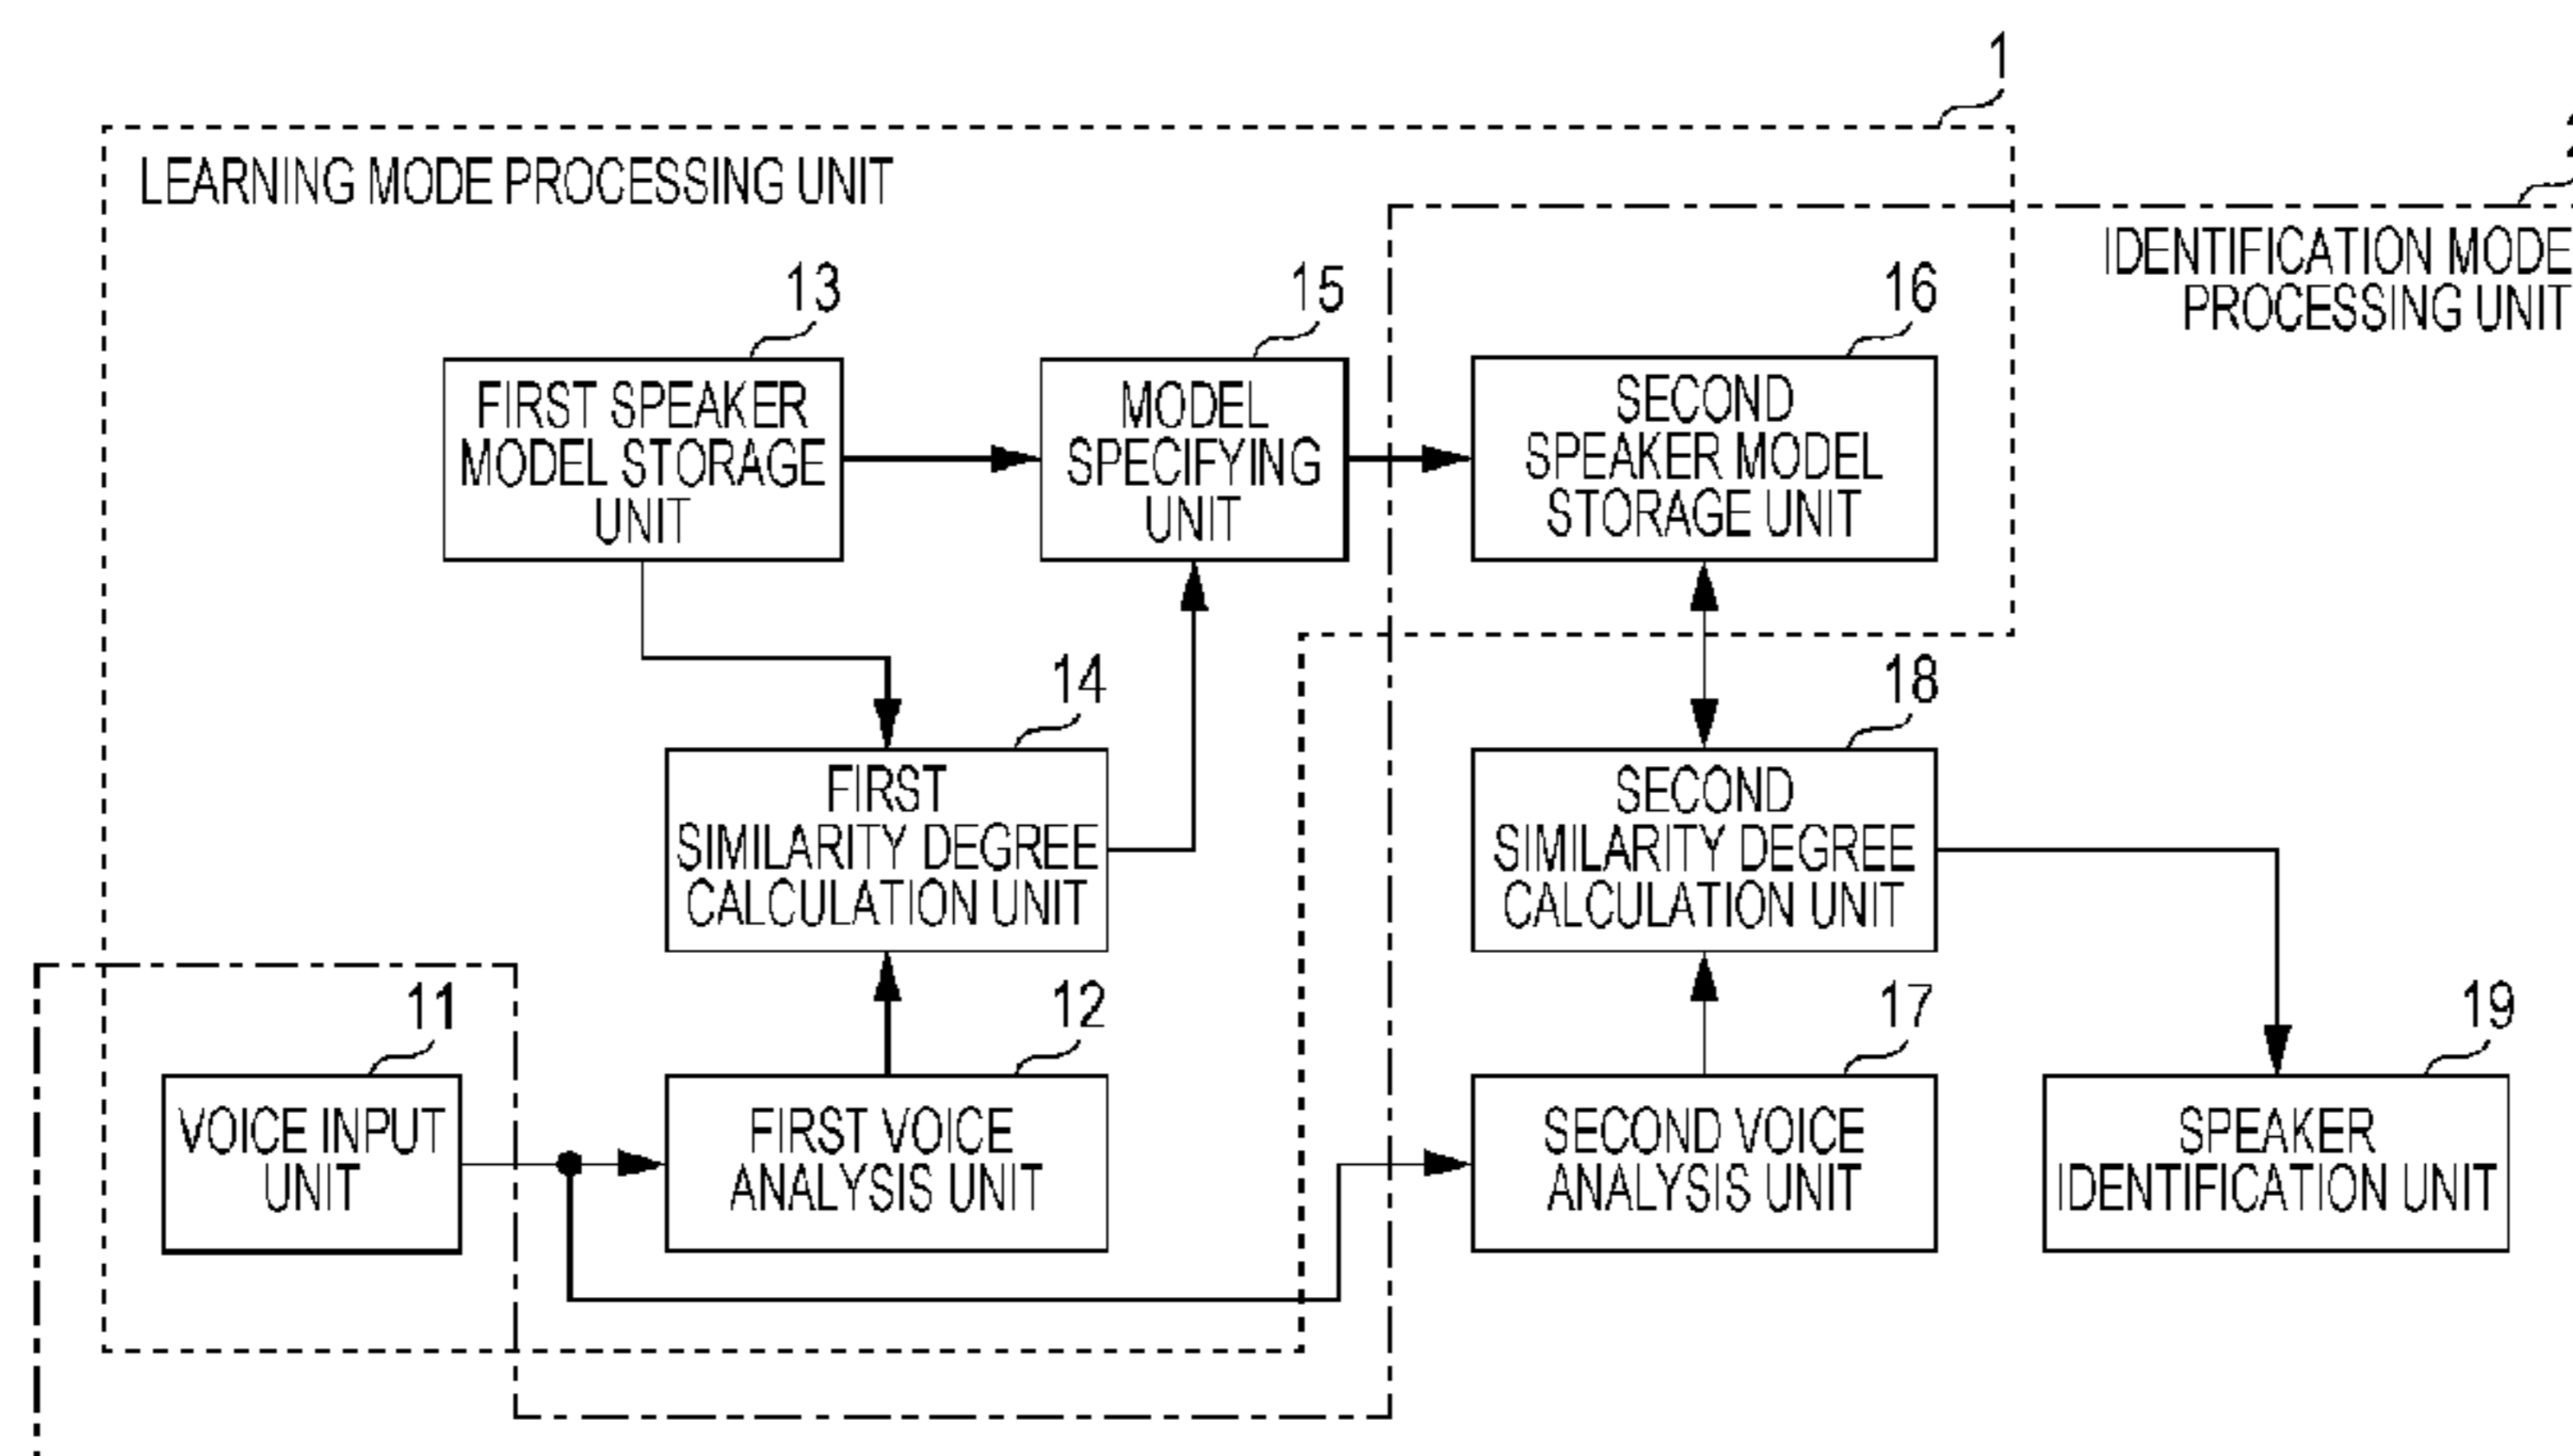 1
LEARNING MODE PROCESSING UNIT
IDENTIFICATION MODE
PROCESSING UNIT
13
FIRST SPEAKER
MODEL STORAGE
UNIT
15
MODEL
SPECIFYING
UNIT
16
SECOND
SPEAKER MODEL
STORAGE UNIT
14
FIRST
SIMILARITY DEGREE
CALCULATION UNIT
18
SECOND
SIMILARITY DEGREE
CALCULATION UNIT
11
VOICE INPUT
UNIT
12
FIRST VOICE
ANALYSIS UNIT
17
SECOND VOICE
ANALYSIS UNIT
19
SPEAKER
IDENTIFICATION UNIT